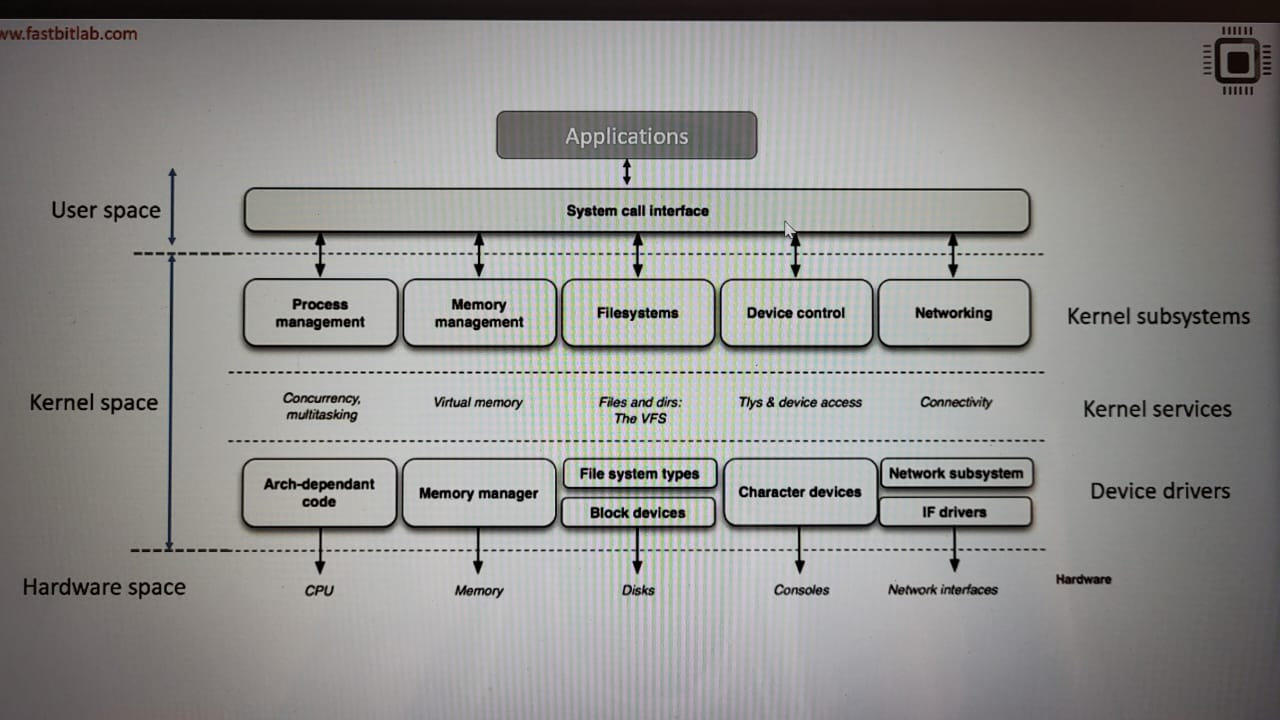 ww.fastbitlab.com
Applications
User space
System call interface
Process
management
Memory
management
Filesystems
Device control
Networking
Kernel subsystems
Kernel space
Concurrency,
multitasking
Virtual memory
Files and dirs:
The VFS
Tlys & device access
Connectivity
Kernel services
Arch-dependant
code
Memory manager
File system types
Block devices
Character devices
Network subsystem
IF drivers
Device drivers
Hardware space
CPU
Memory
Disks
Consoles
Network interfaces
Hardware